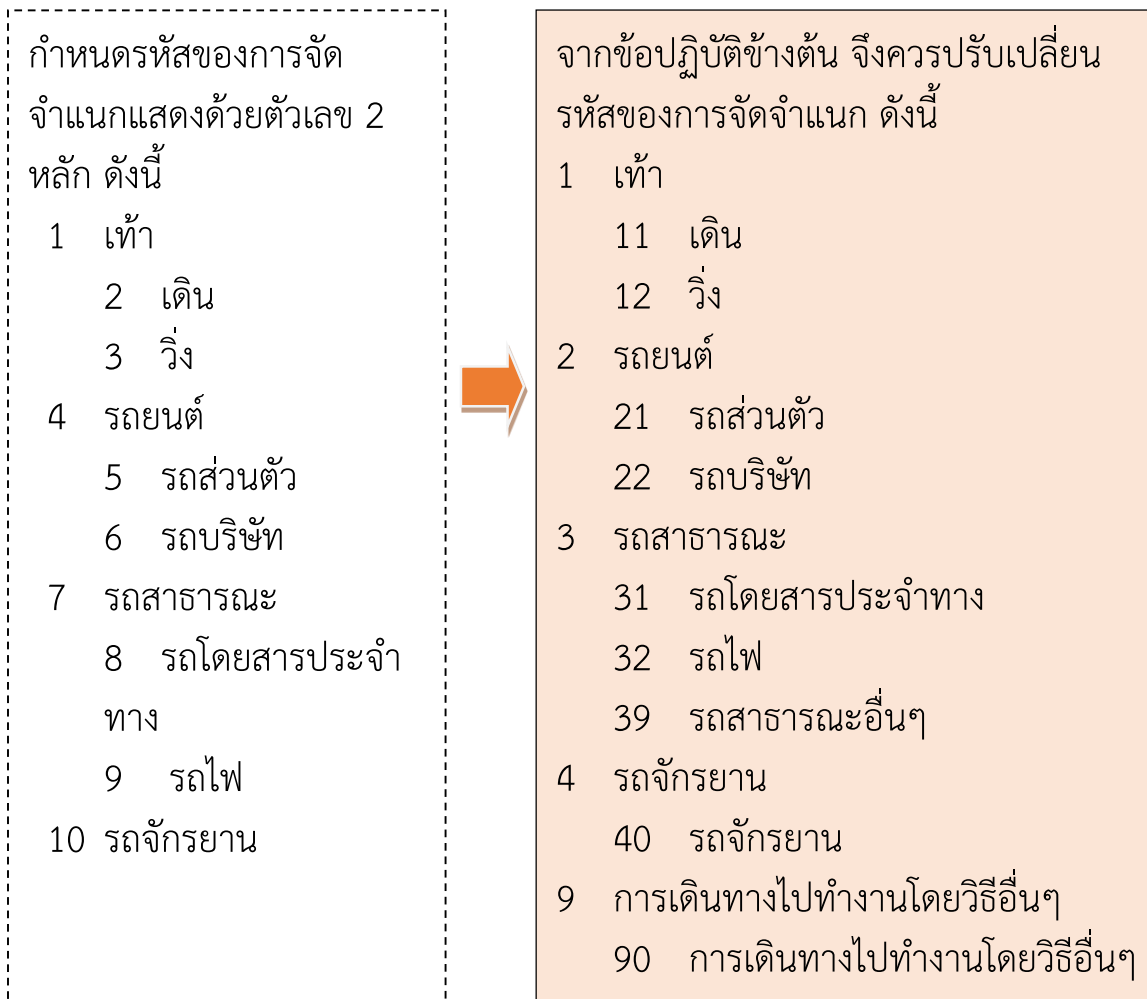 กำหนดรหัสของการจัด
จำแนกแสดงด้วยตัวเลข 2
หลัก ดังนี้
1 เท้า
2 เดิน
3 วิ่ง
4 รถยนต์
5 รถส่วนตัว
6 รถบริษัท
7 รถสาธารณะ
8 รถโดยสารประจำ
ทาง
9 รถไฟ
10 รถจักรยาน
จากข้อปฏิบัติข้างต้น จึงควรปรับเปลี่ยน
รหัสของการจัดจำแนก ดังนี้
1 เท้า
11 เดิน
12 วิ่ง
2 รถยนต์
21 รถส่วนตัว
22 รถบริษัท
3 รถสาธารณะ
31 รถโดยสารประจำทาง
32 รถไฟ
39 รถสาธารณะอื่นๆ
4 รถจักรยาน
40 รถจักรยาน
9 การเดินทางไปทำงานโดยวิธีอื่นๆ
90 การเดินทางไปทำงานโดยวิธีอื่นๆ